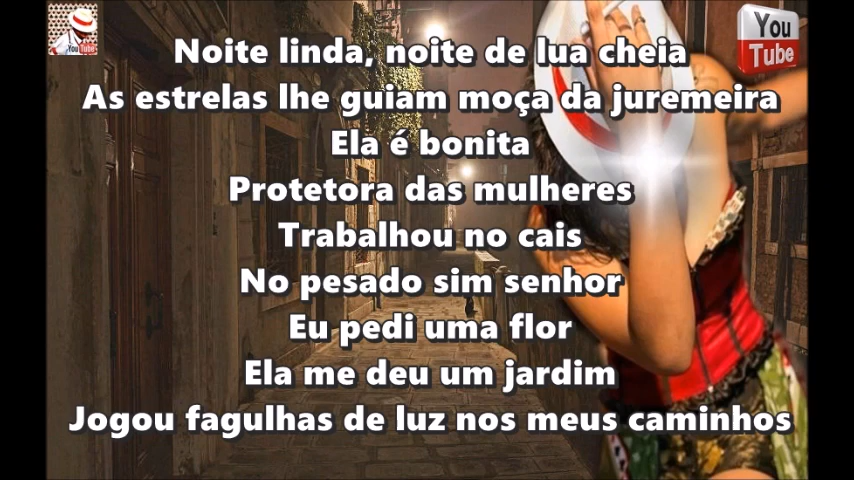 You
Tube
YouTube
Noite linda, noite de lua cheia
As estrelas lhe guiam moça da juremeira
Ela é bonita
Protetora das mulheres
Trabalhou no cais
No pesado sim senhor
Eu pedi uma flor
Ela me deu um jardim
Jogou fagulhas de luz nos meus caminhos